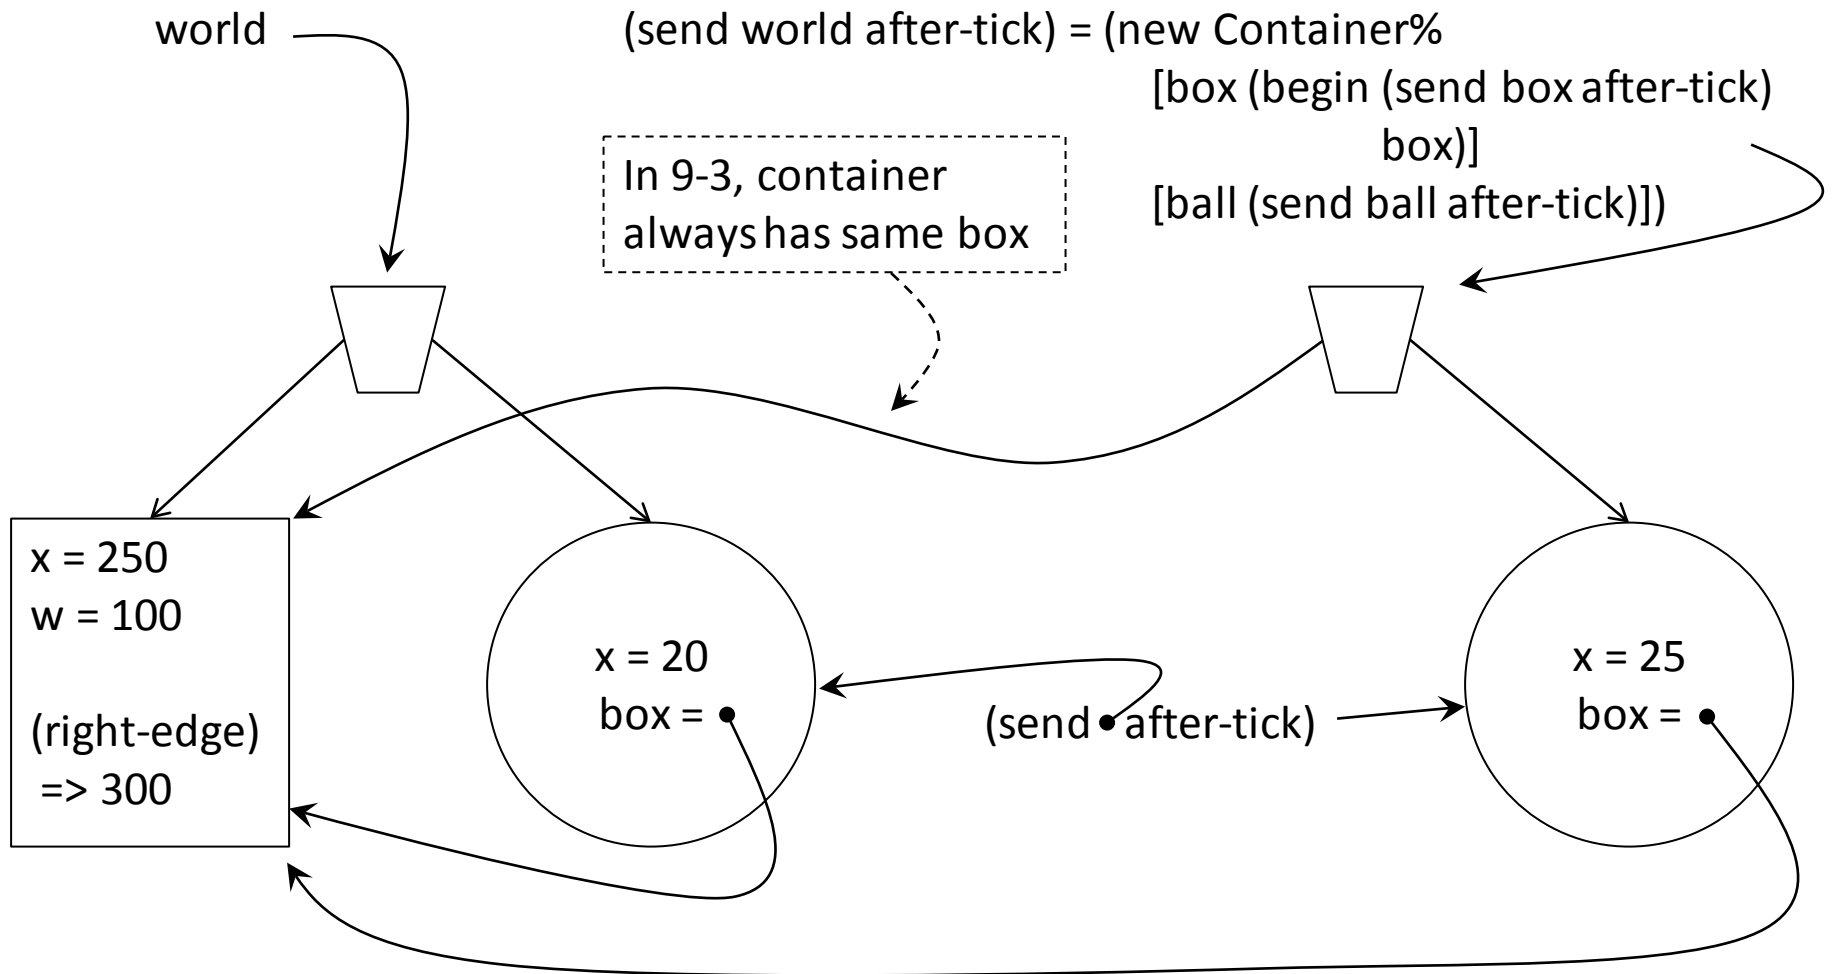 world
(send world after-tick) = (new Container%
[box (begin (send box after-tick)
box)]
[ball (send ball after-tick)])
In 9-3, container
always has same box
x = 250
w = 100
(right-edge)
=> 300
x = 20
box =
(send after-tick)
x = 25
box =